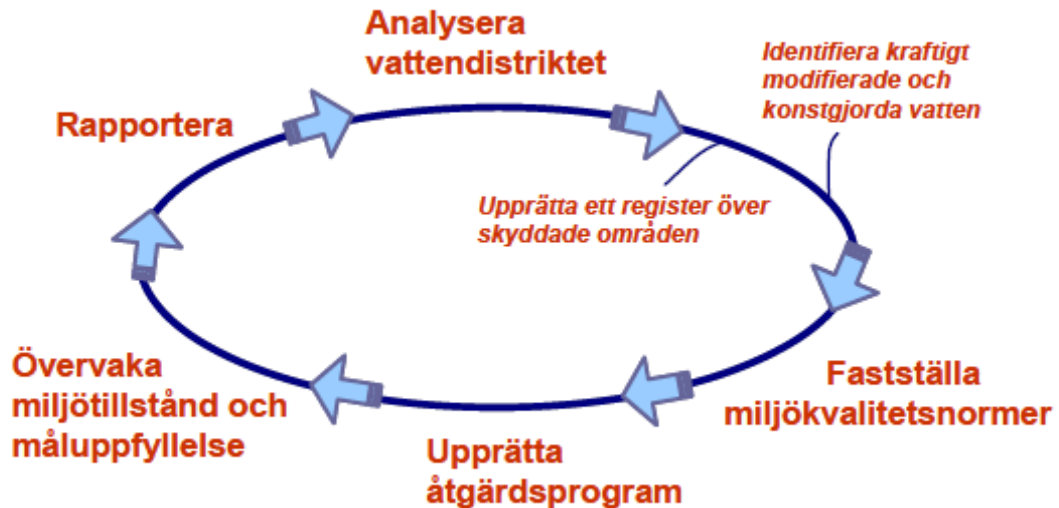 Analysera
vattendistriktet
Identifiera kraftigt
modifierade och
konstgjorda vatten
Rapportera
Upprätta ett register över
skyddade områden
Övervaka
miljötillstånd och
måluppfyllelse
Fastställa
miljökvalitetsnormer
Upprätta
åtgärdsprogram